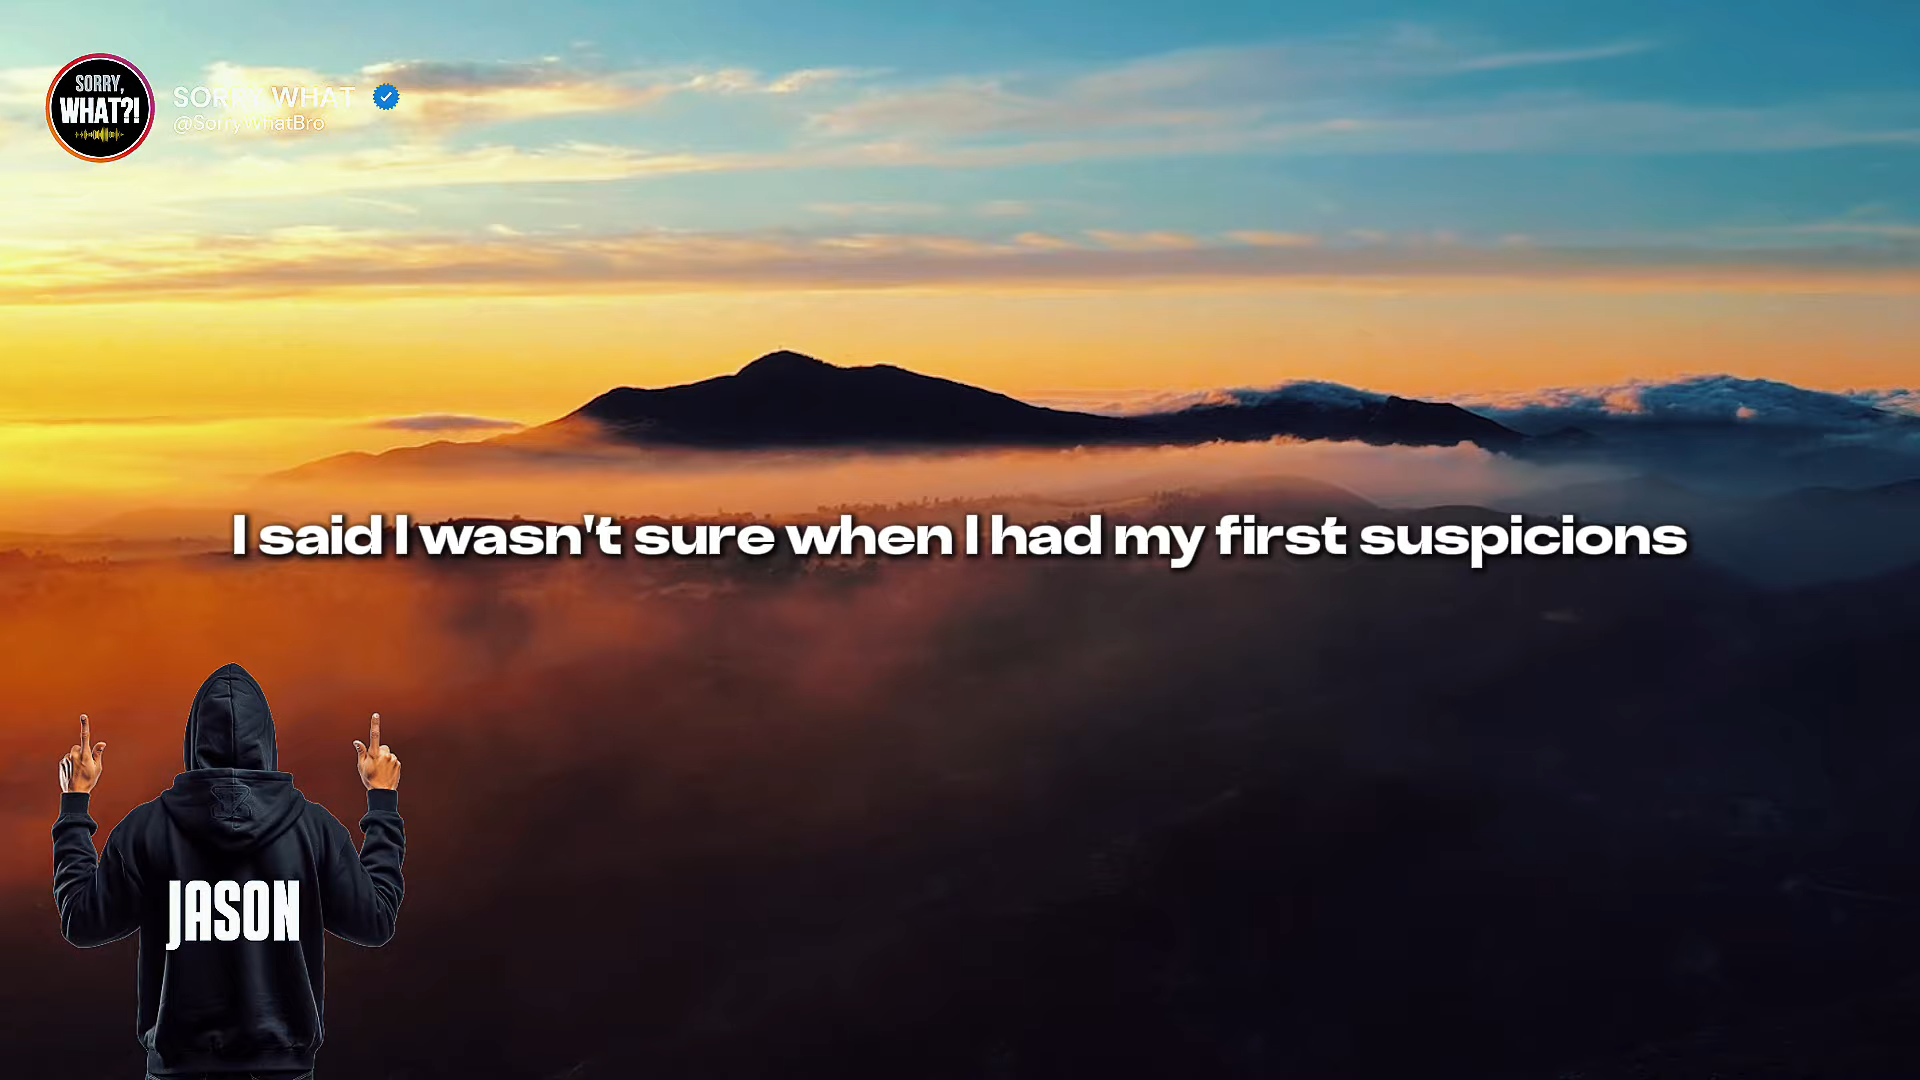 SORRY,
WHAT?!
SORRY WHAT
@SorryWhatBro
I said I wasn't sure when I had my first suspicions
JASON